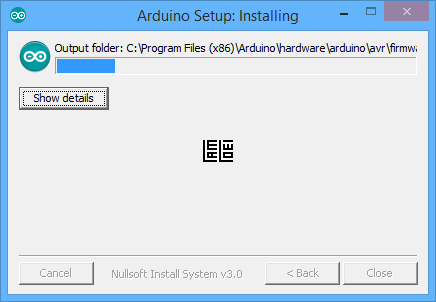 Arduino Setup: Installing
Output folder: C:\Program Files (x86)\Arduino\hardware\arduino\avr\firmwa
Show details
Cancel
Nullsoft Install System v3.0
< Back
Close